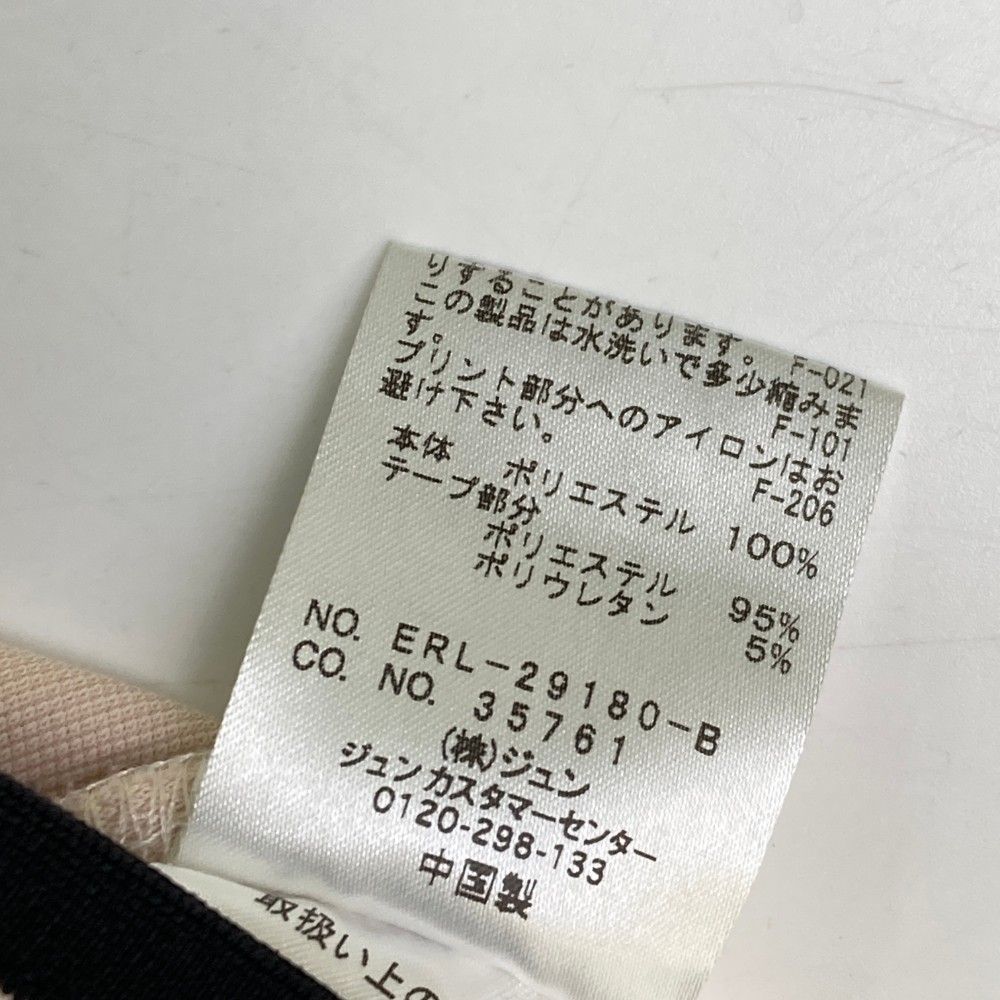 りすることがあります。 F-021
この製品は水洗いで多少縮みま
す。 F-101
プリント部分へのアイロンはお
避け下さい。 F-206
本体 ポリエステル 100%
テープ部分
ポリエステル 95%
ポリウレタン 5%
NO. ERL-29180-B
CO. NO. 35761
(株)ジュン
ジュンカスタマーセンター
0120-298-133
中国製
取扱い上の